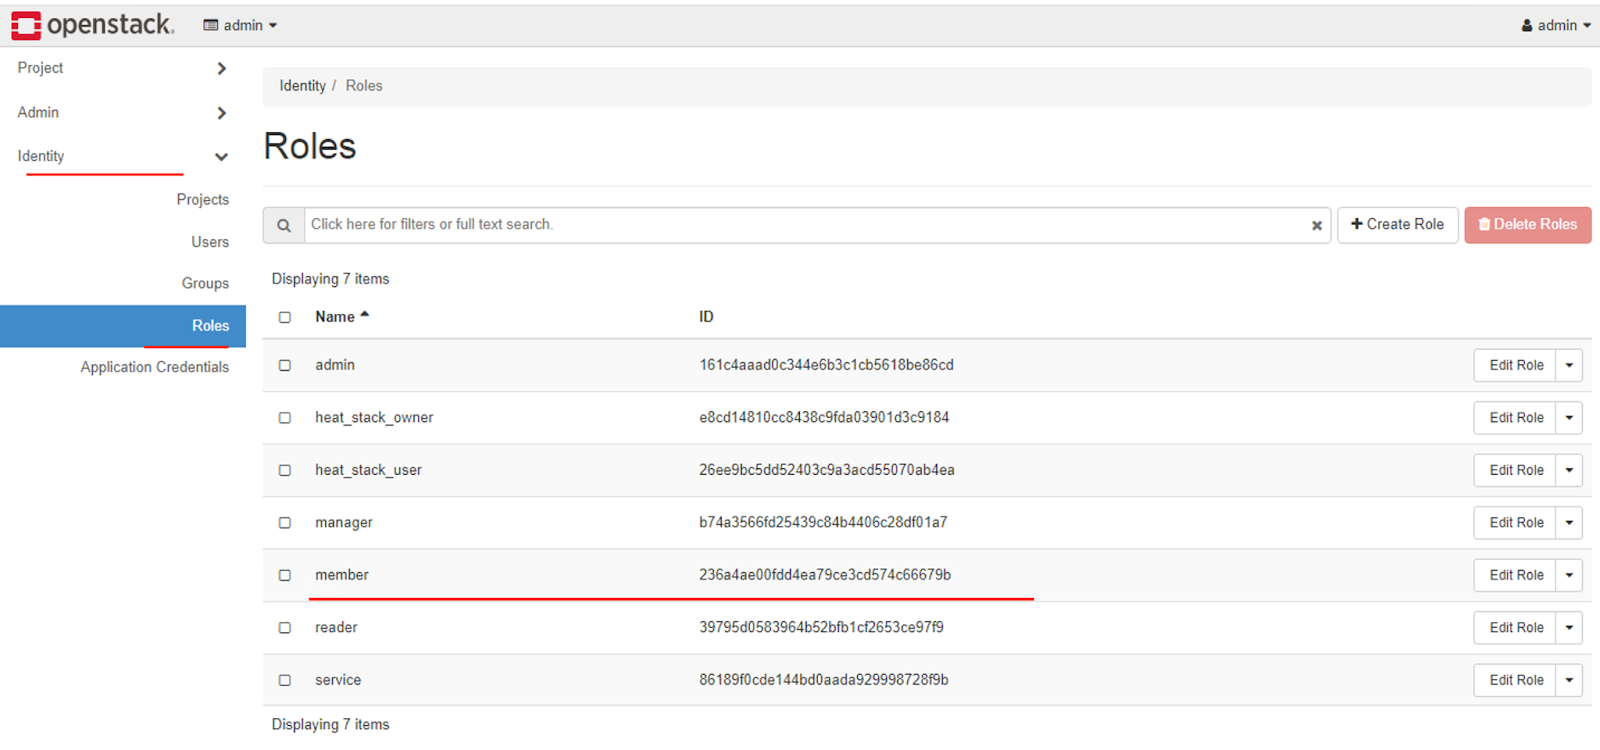 openstack. admin admin
Project
Admin
Identity
Projects
Users
Groups
Roles
Application Credentials
Identity / Roles
Roles
Click here for filters or full text search. Create Role Delete Roles
Displaying 7 items
Name ID
admin 161c4aaad0c344e6b3c1cb5618be86cd Edit Role
heat_stack_owner e8cd14810cc8438c9fda03901d3c9184 Edit Role
heat_stack_user 26ee9bc5dd52403c9a3acd55070ab4ea Edit Role
manager b74a3566fd25439c84b4406c28df01a7 Edit Role
member 236a4ae00fdd4ea79ce3cd574c66679b Edit Role
reader 39795d0583964b52bfb1cf2653ce97f9 Edit Role
service 86189f0cde144bd0aada929998728f9b Edit Role
Displaying 7 items